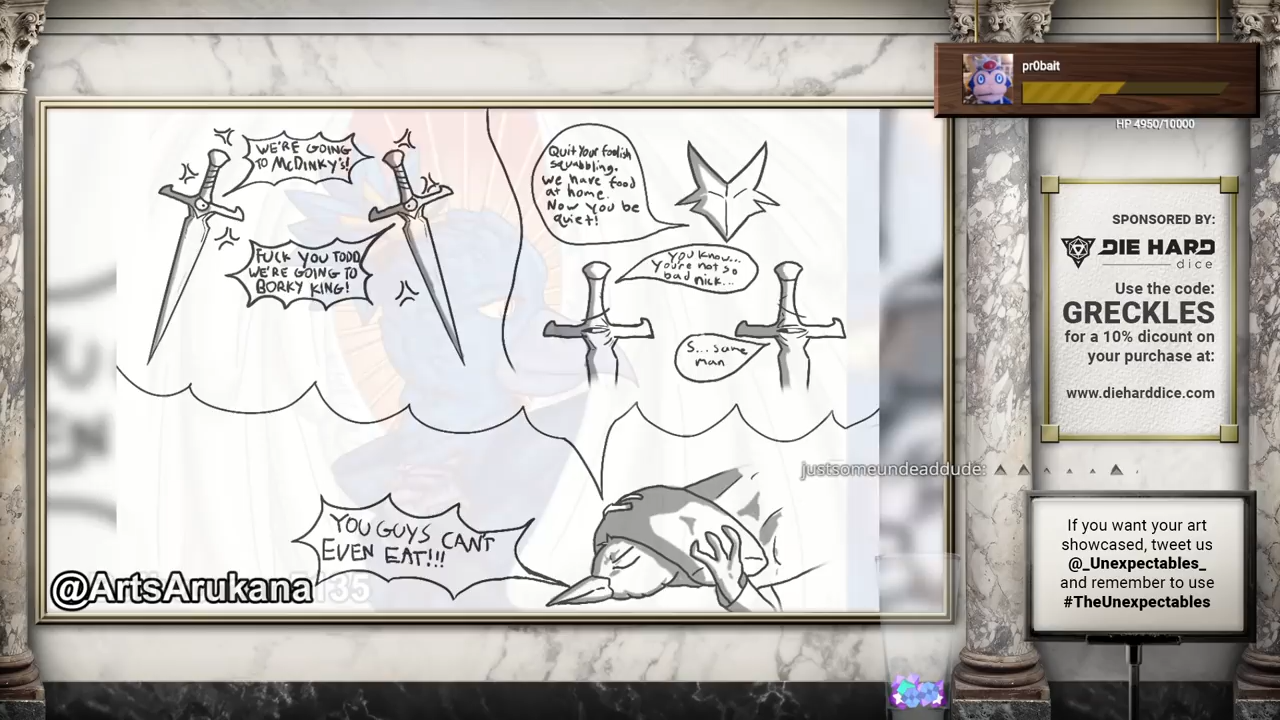 WE'RE GOING
TO McDINKY'S!
FUCK YOU TODD
WE'RE GOING TO
BORKY KING!
Quit Your foolish
squabbling.
we have food
at home.
Now you be
quiet!
you know...
you're not so
bad nick...
S... same
man
YOU GUYS CAN'T
EVEN EAT!!!
@ArtsArukana
justsomeundeaddude:
pr0bait
HP 4950/10000
SPONSORED BY:
DIE HARD
dice
Use the code:
GRECKLES
for a 10% dicount on
your purchase at:
www.dieharddice.com
If you want your art
showcased, tweet us
@_Unexpectables_
and remember to use
#TheUnexpectables